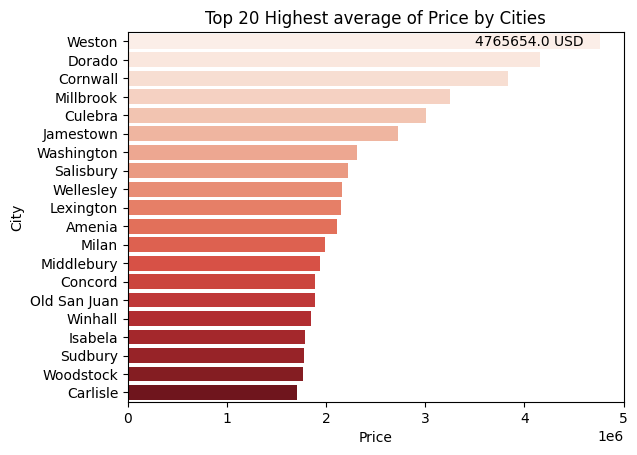 Top 20 Highest average of Price by Cities
Weston
4765654.0 USD
Dorado
Cornwall
Millbrook
Culebra
Jamestown
Washington
Salisbury
Wellesley
Lexington
Amenia
Milan
Middlebury
Concord
Old San Juan
Winhall
Isabela
Sudbury
Woodstock
Carlisle
City
0 1 2 3 4 5
1e6
Price